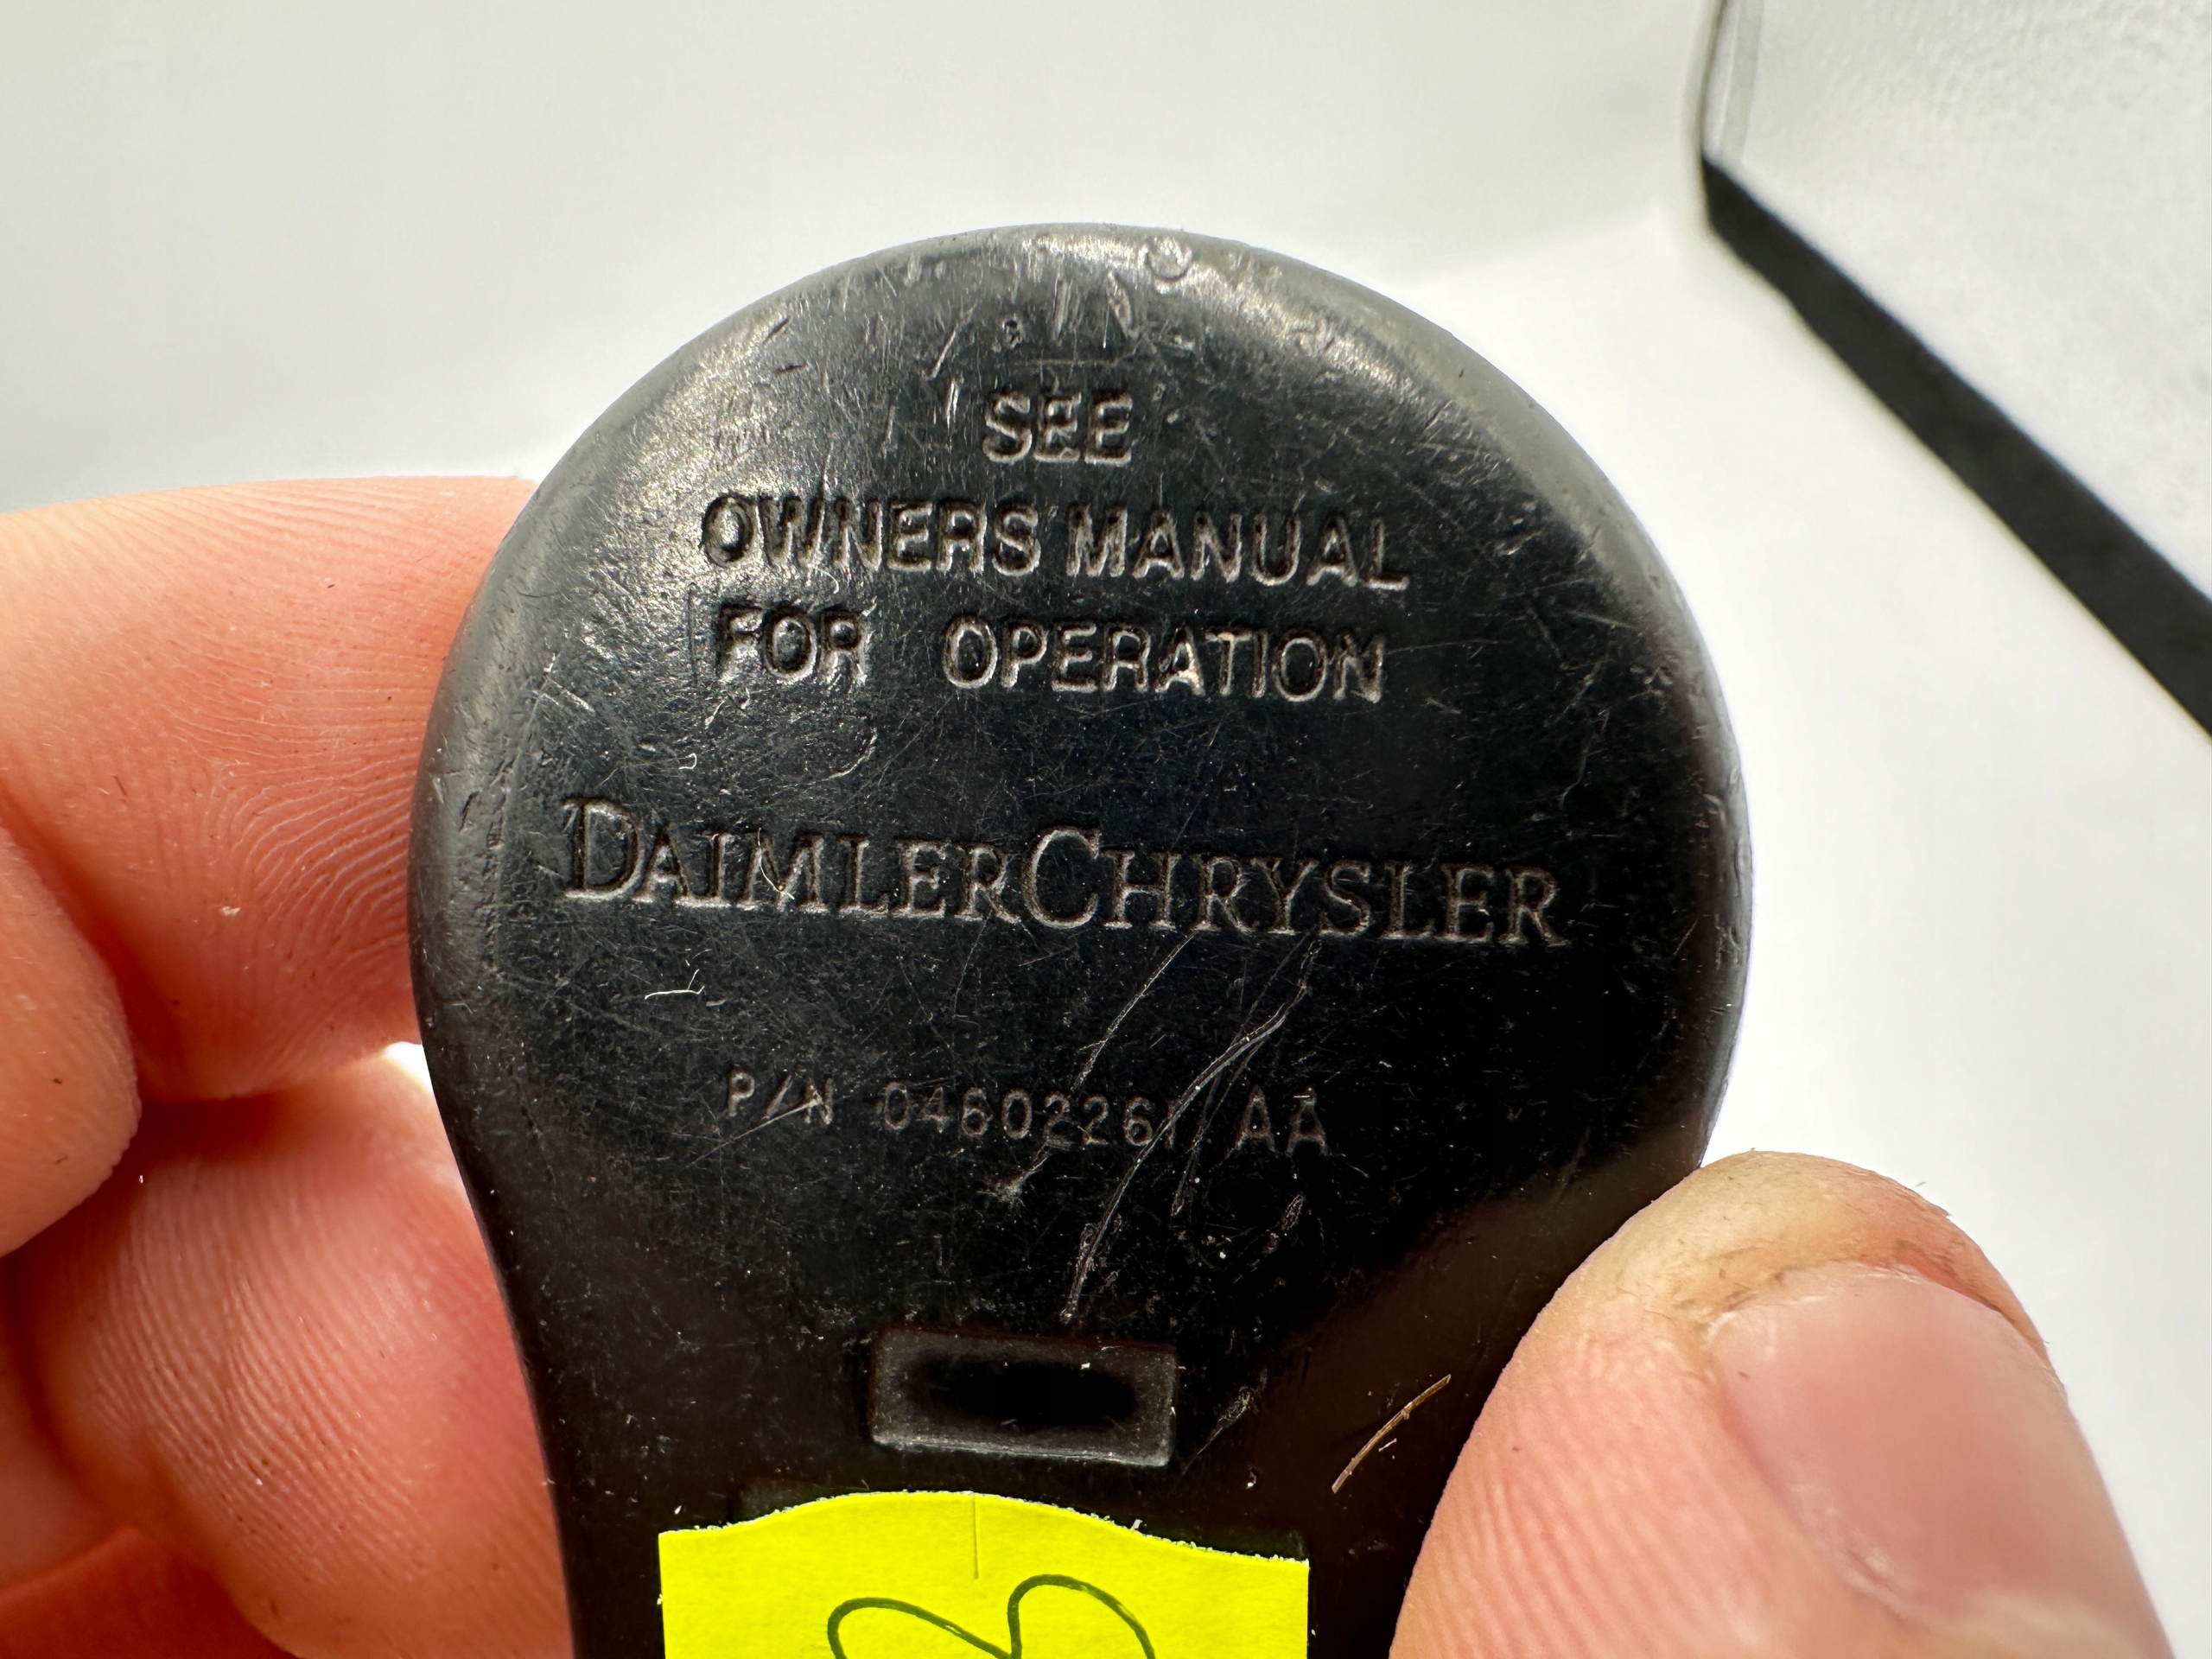 SEE
OWNERS MANUAL
FOR OPERATION
DAIMLERCHRYSLER
P/N 04602261 AA